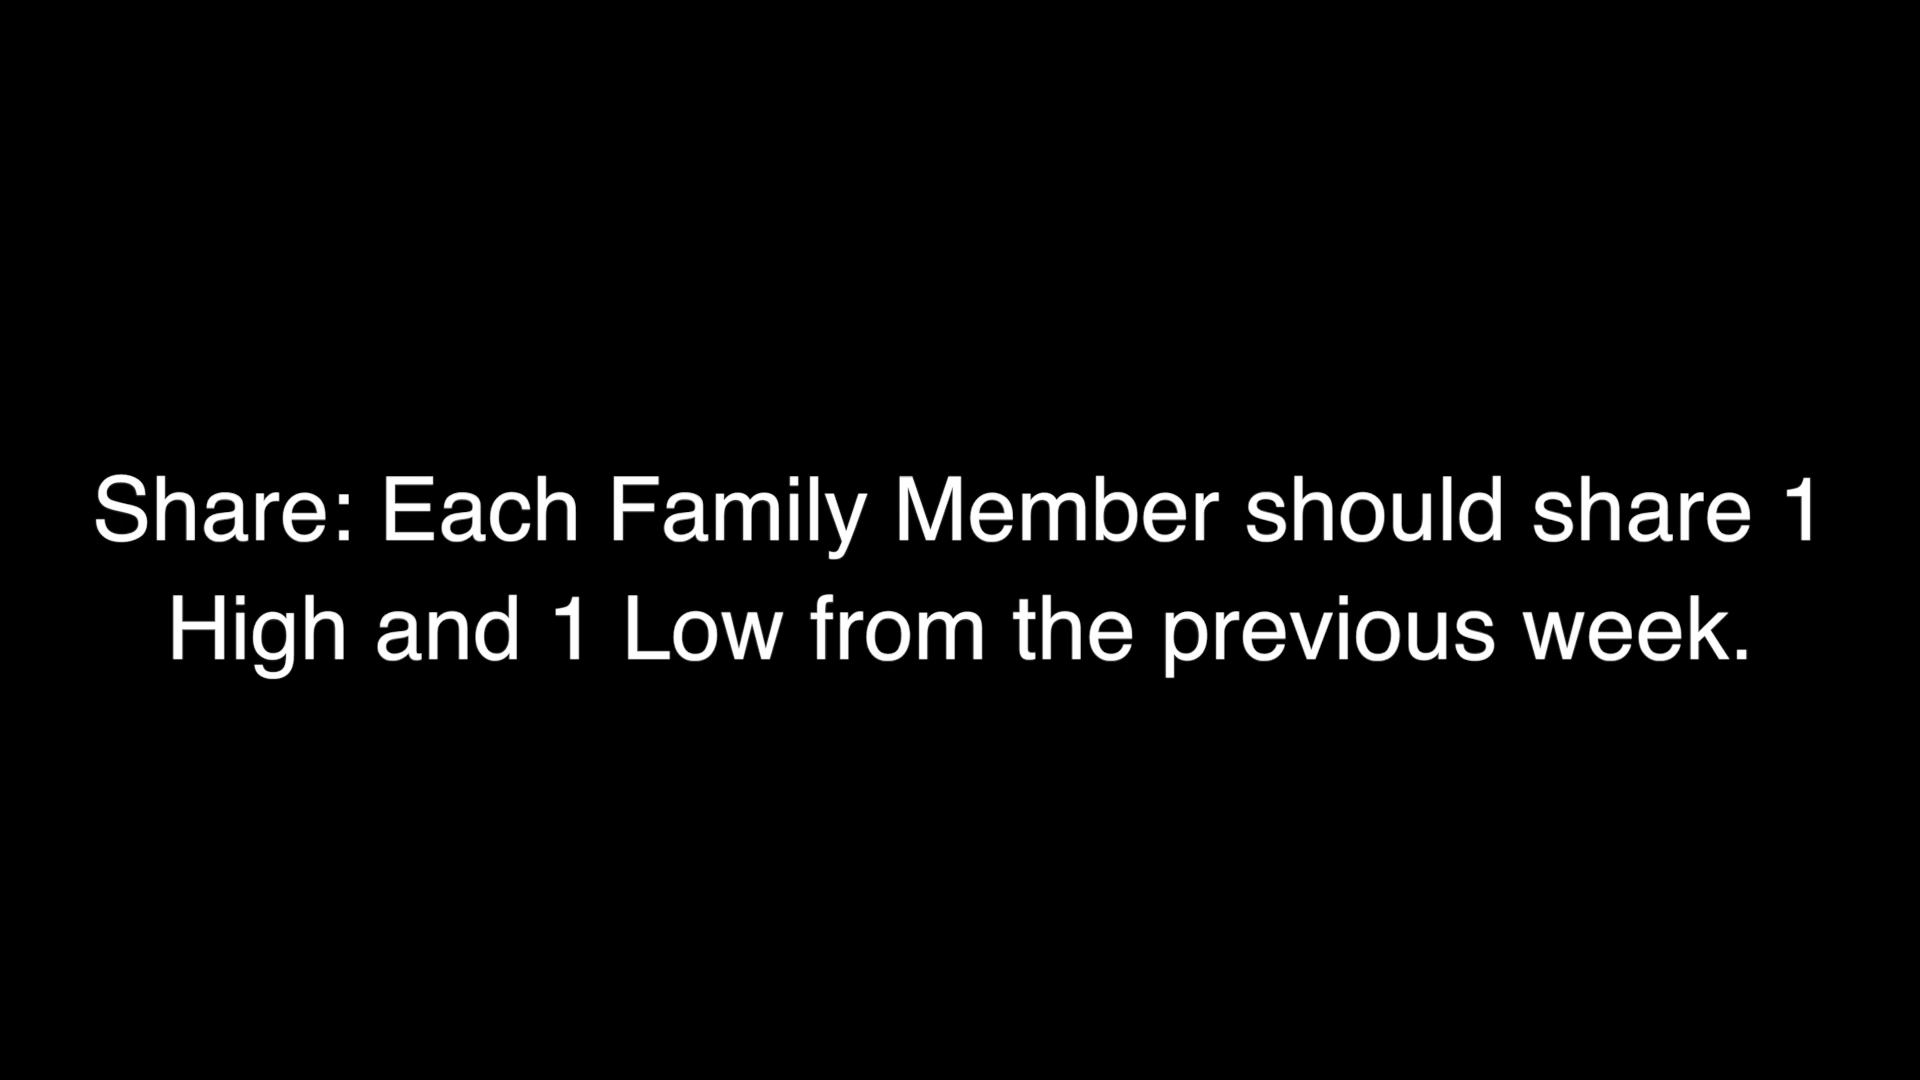 Share: Each Family Member should share 1
High and 1 Low from the previous week.